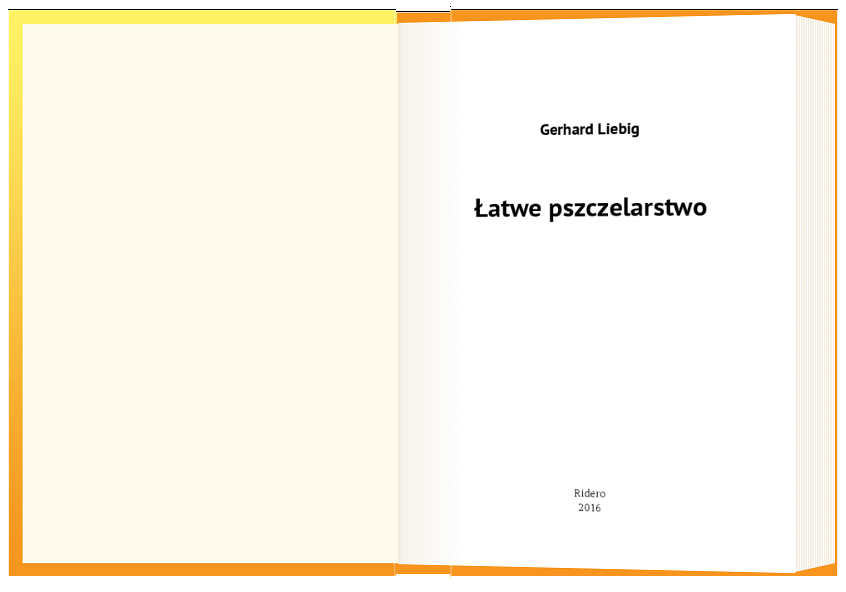 Gerhard Liebig
Łatwe pszczelarstwo
Ridero
2016